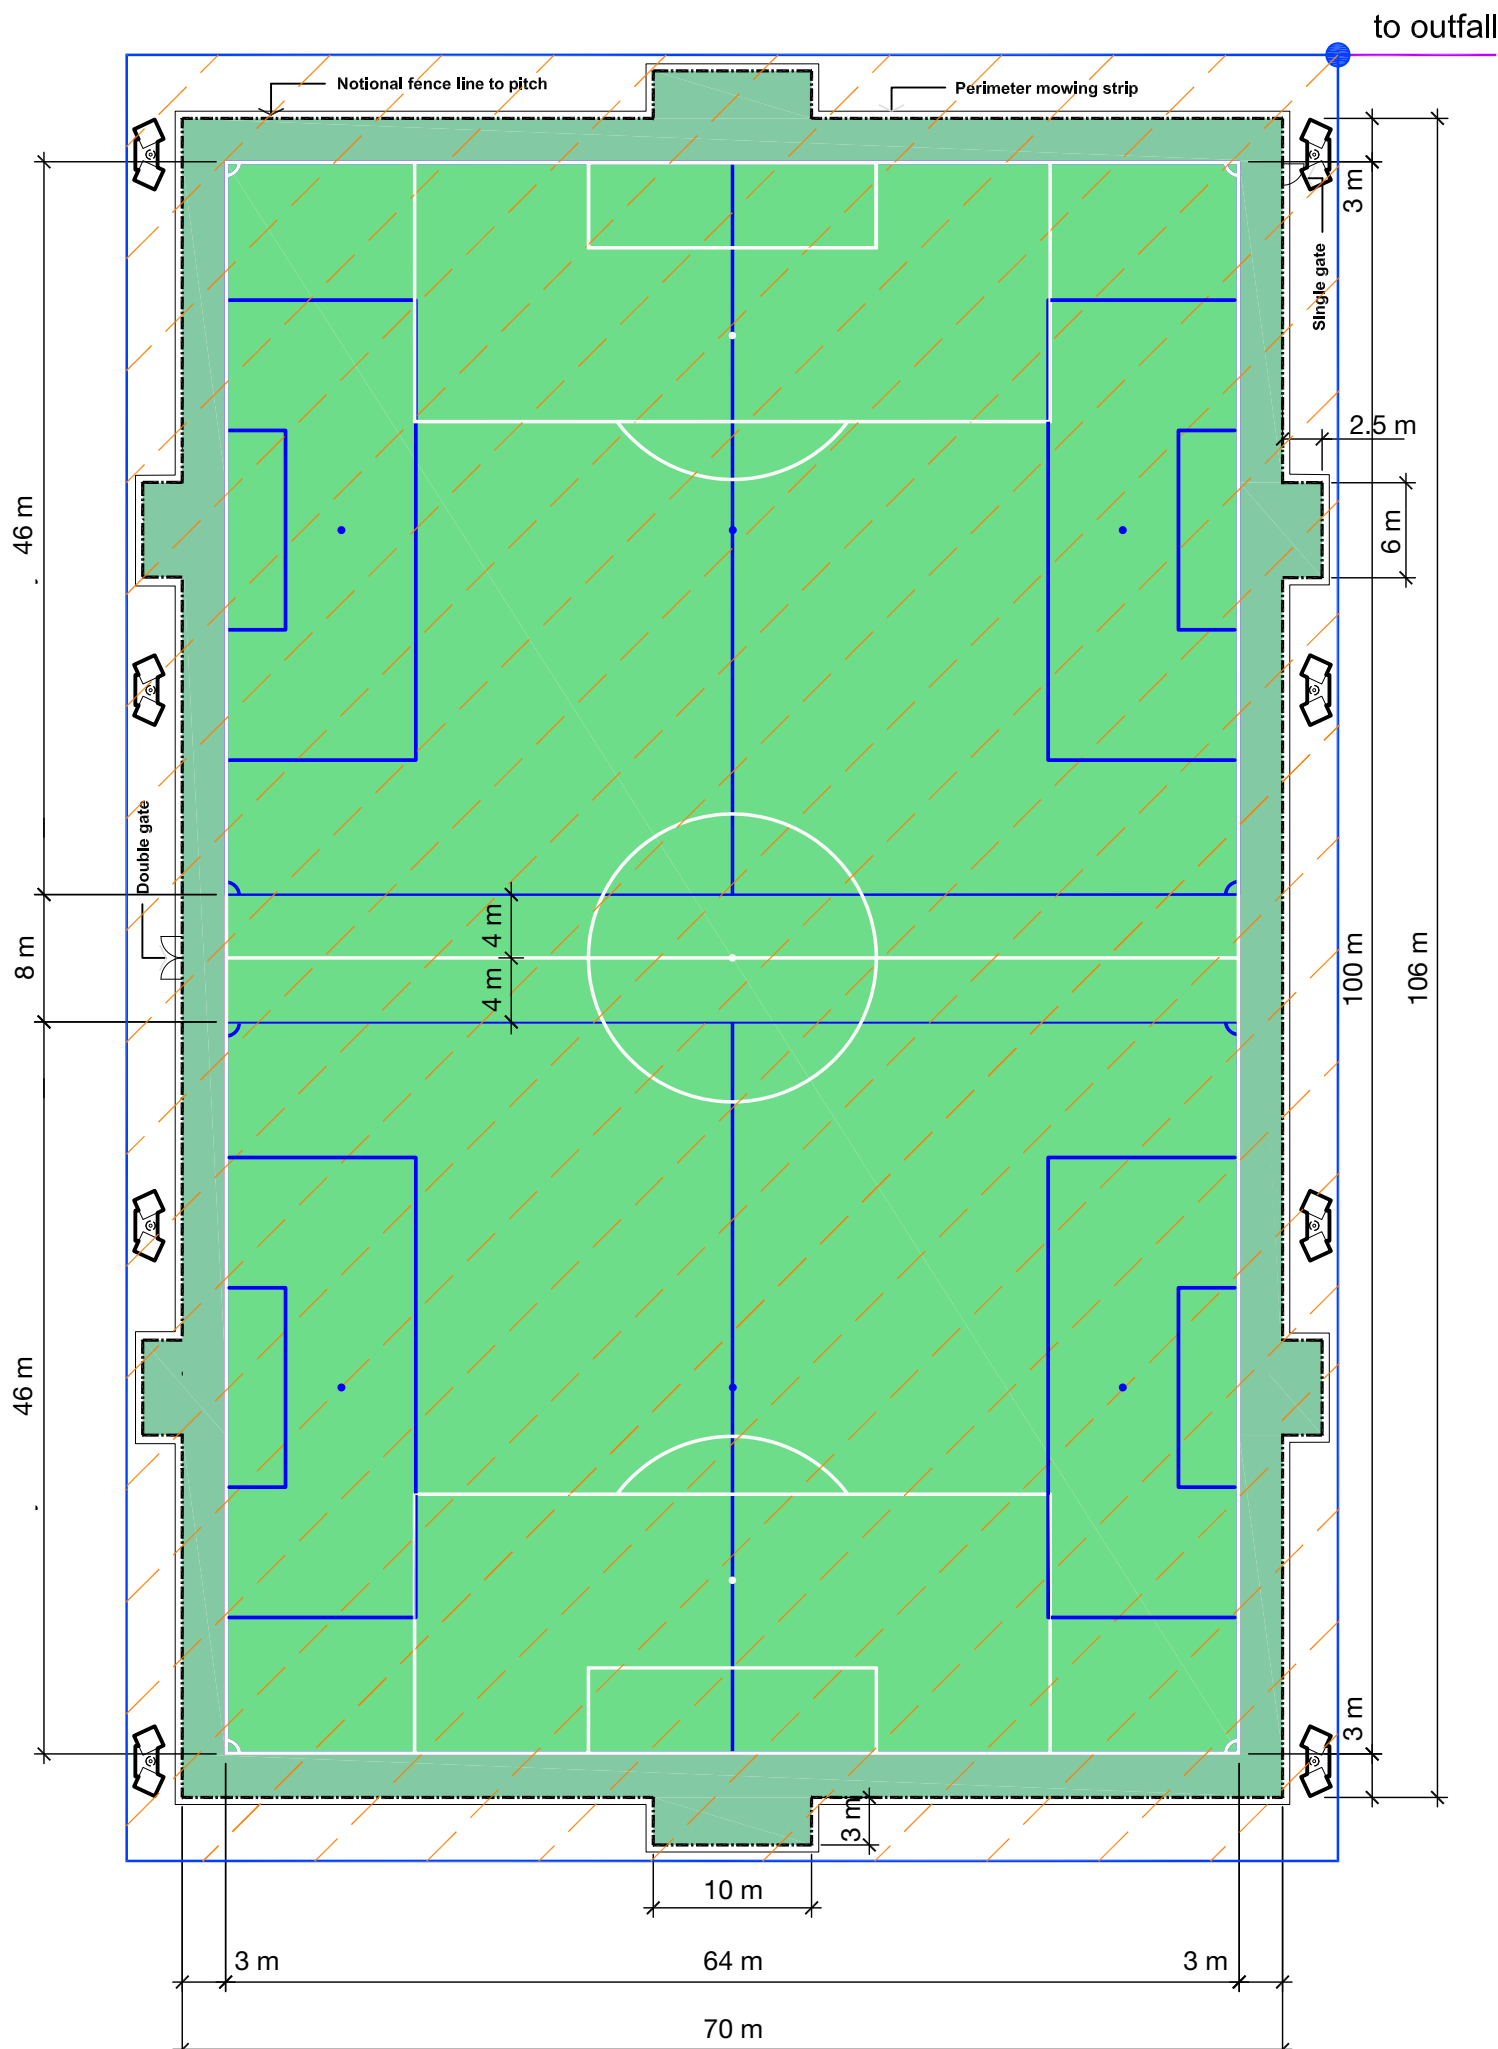 to outfall
Notional fence line to pitch
Perimeter mowing strip
3 m
Single gate
2.5 m
46 m
6 m
Double gate
4 m
8 m
4 m
100 m
106 m
46 m
3 m
3 m
10 m
3 m
64 m
3 m
70 m